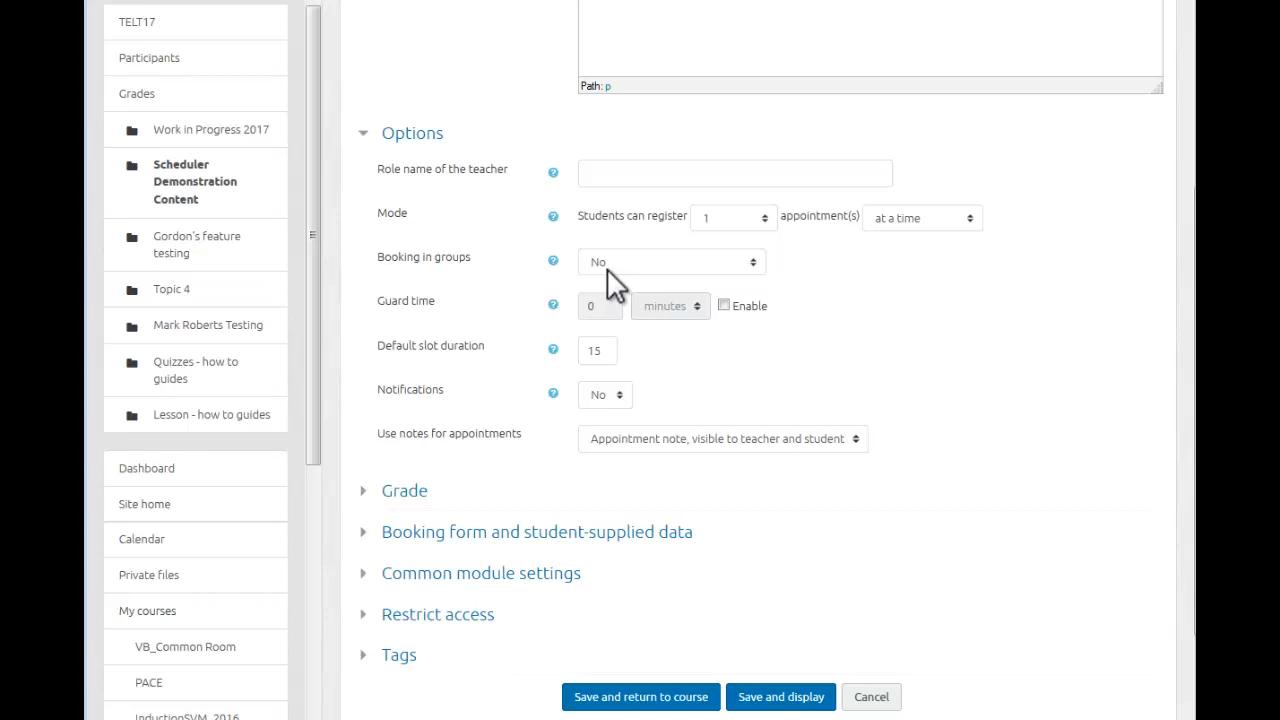 TELT17
Participants
Grades
Work in Progress 2017
Scheduler
Demonstration
Content
Gordon's feature
testing
Topic 4
Mark Roberts Testing
Quizzes - how to
guides
Lesson - how to guides
Dashboard
Site home
Calendar
Private files
My courses
VB_Common Room
PACE
InductionSVM_2016
Path: p
Options
Role name of the teacher
Mode
Students can register 1 appointment(s) at a time
Booking in groups
No
Guard time
0 minutes Enable
Default slot duration
15
Notifications
No
Use notes for appointments
Appointment note, visible to teacher and student
Grade
Booking form and student-supplied data
Common module settings
Restrict access
Tags
Save and return to course
Save and display
Cancel